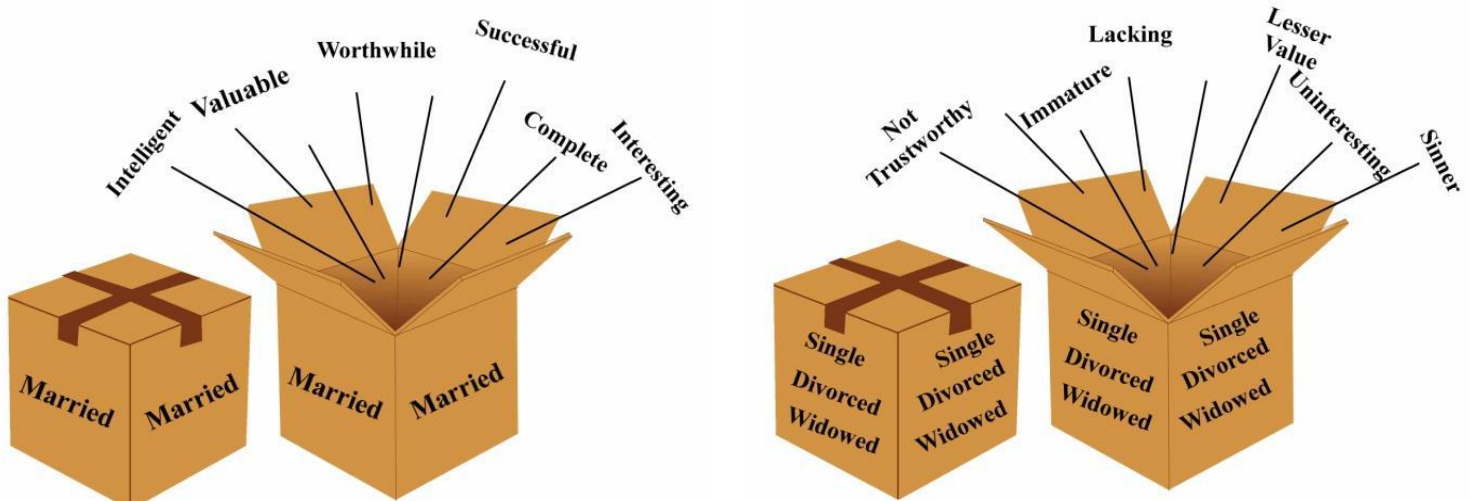 Successful
Worthwhile
Valuable
Intelligent
Complete
Interesting
Married
Married
Married
Married
Lesser
Value
Lacking
Immature
Uninteresting
Not
Trustworthy
Sinner
Single
Divorced
Widowed
Single
Divorced
Widowed
Single
Divorced
Widowed
Single
Divorced
Widowed